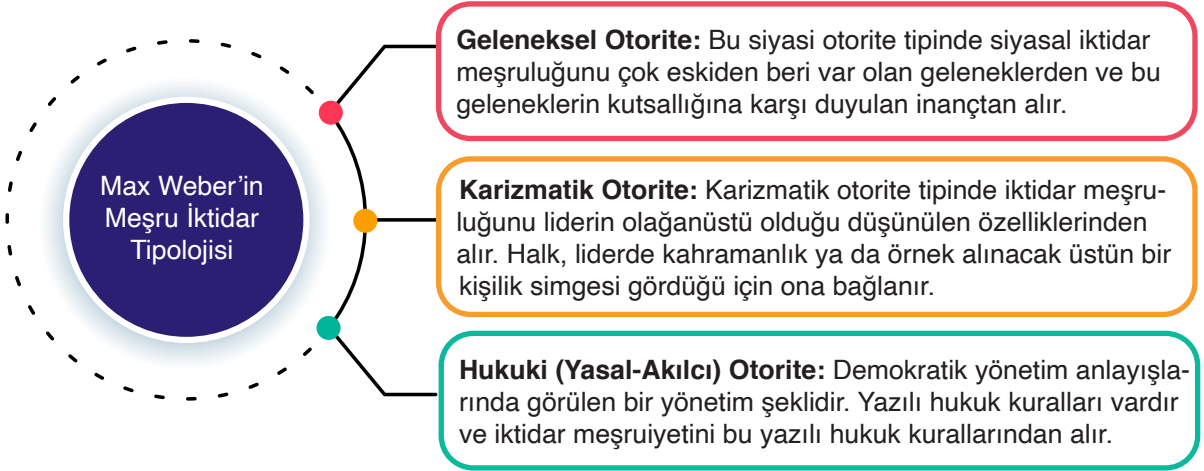 Max Weber’in
Meşru İktidar
Tipolojisi
Geleneksel Otorite: Bu siyasi otorite tipinde siyasal iktidar
meşruluğunu çok eskiden beri var olan geleneklerden ve bu
geleneklerin kutsallığına karşı duyulan inançtan alır.
Karizmatik Otorite: Karizmatik otorite tipinde iktidar meşru-
luğunu liderin olağanüstü olduğu düşünülen özelliklerinden
alır. Halk, liderde kahramanlık ya da örnek alınacak üstün bir
kişilik simgesi gördüğü için ona bağlanır.
Hukuki (Yasal-Akılcı) Otorite: Demokratik yönetim anlayışla-
rında görülen bir yönetim şeklidir. Yazılı hukuk kuralları vardır
ve iktidar meşruiyetini bu yazılı hukuk kurallarından alır.